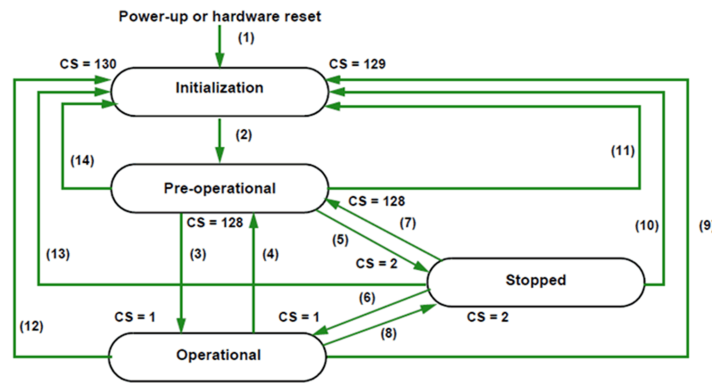 Power-up or hardware reset
(1)
CS = 130
CS = 129
Initialization
(2)
(14)
(11)
Pre-operational
CS = 128
CS = 128
(7)
(10)
(9)
(3)
(4)
(5)
(13)
CS = 2
Stopped
(6)
CS = 1
CS = 1
CS = 2
(12)
(8)
Operational